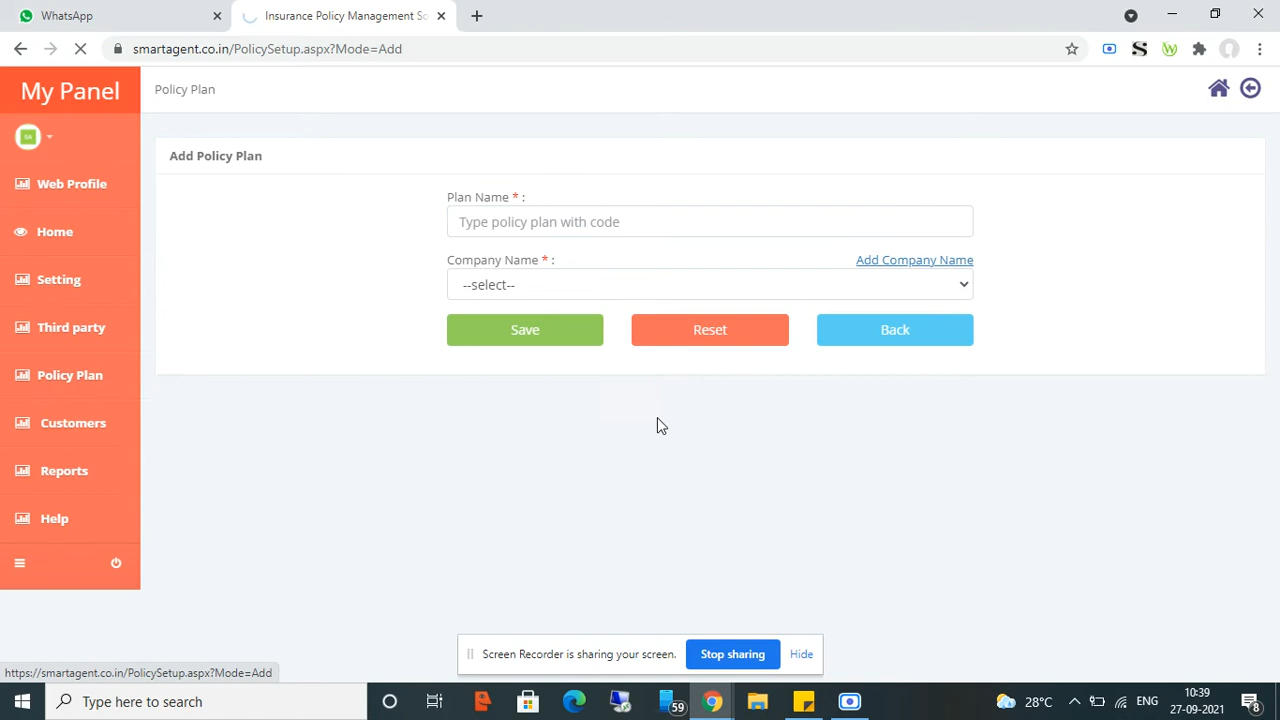 WhatsApp
Insurance Policy Management So
smartagent.co.in/PolicySetup.aspx?Mode=Add
My Panel
Policy Plan
SA
Add Policy Plan
Web Profile
Plan Name * :
Type policy plan with code
Home
Company Name * :
Add Company Name
Setting
--select--
Third party
Save
Reset
Back
Policy Plan
Customers
Reports
Help
Screen Recorder is sharing your screen.
Stop sharing
Hide
https://smartagent.co.in/PolicySetup.aspx?Mode=Add
Type here to search
59
28°C
ENG
10:39
27-09-2021
8